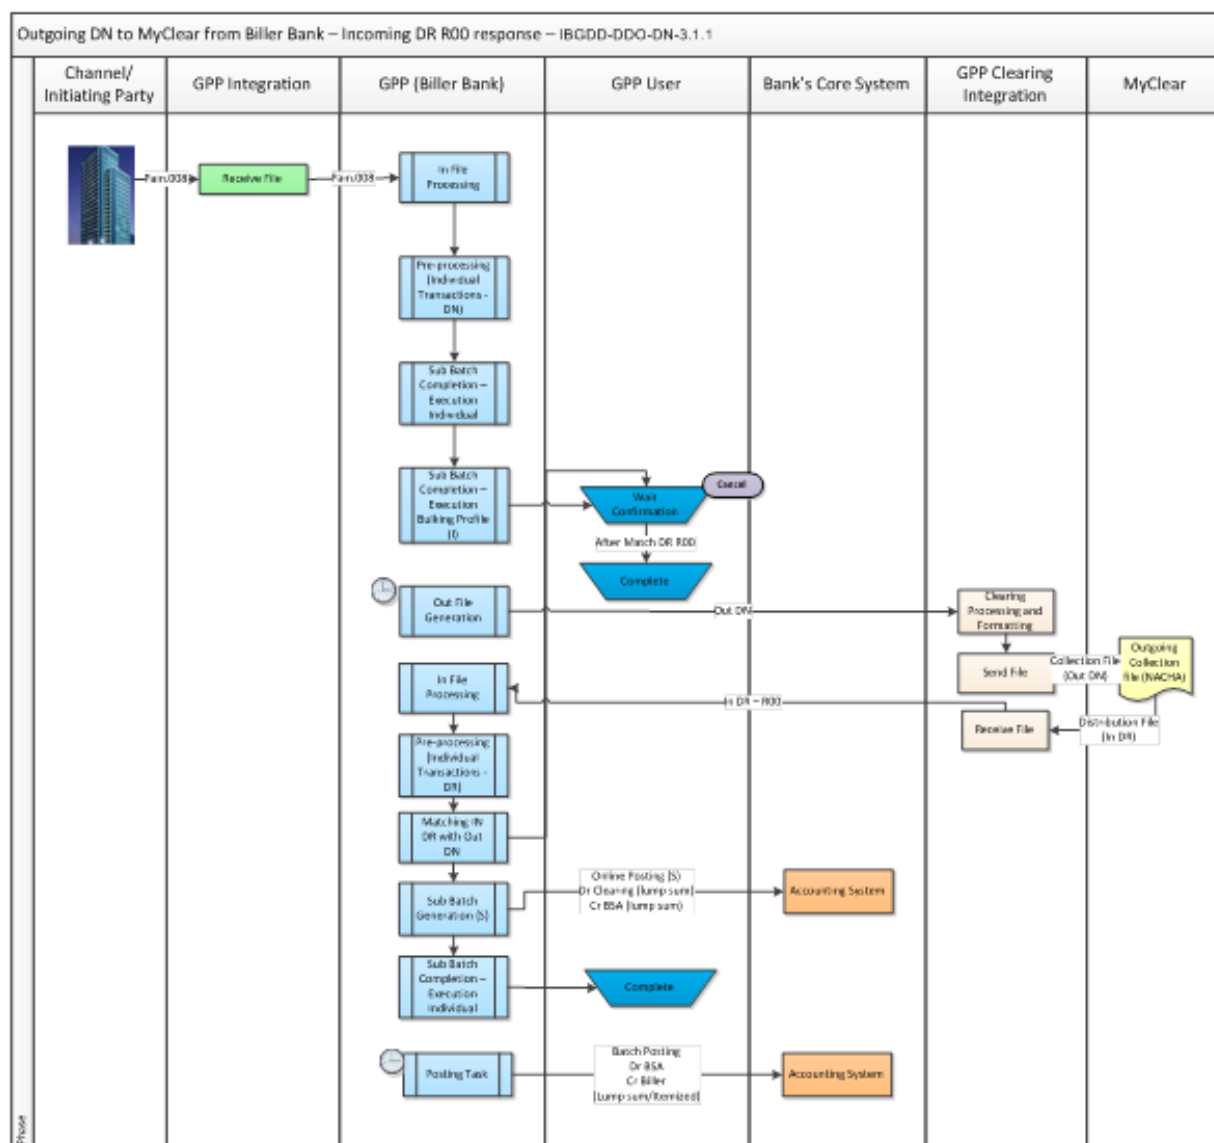 Outgoing DN to MyClear from Biller Bank – Incoming DR R00 response – IBGDD-DDO-DN-3.1.1
Channel/
Initiating Party
GPP Integration
GPP (Biller Bank)
GPP User
Bank's Core System
GPP Clearing
Integration
MyClear
Pain.008
Receive File
Pain.008
In File
Processing
Pre-processing
(Individual
Transactions -
DN)
Sub Batch
Completion –
Execution
Individual
Sub Batch
Completion –
Execution
Bulking Profile
(I)
Wait
Confirmation
Cancel
After Match DR R00
Complete
Out File
Generation
Out DN
Clearing
Processing and
Formatting
Send File
Collection File
(Out DN)
Outgoing
Collection
file (NACHA)
In File
Processing
In DR – R00
Receive File
Distribution File
(In DR)
Pre-processing
(Individual
Transactions -
DR)
Matching IN
DR with Out
DN
Sub Batch
Generation (S)
Online Posting (S)
Dr Clearing (lump sum)
Cr BSA (lump sum)
Accounting System
Sub Batch
Completion –
Execution
Individual
Complete
Posting Task
Batch Posting
Dr BSA
Cr Biller
(Lump sum/Itemized)
Accounting System
Phase